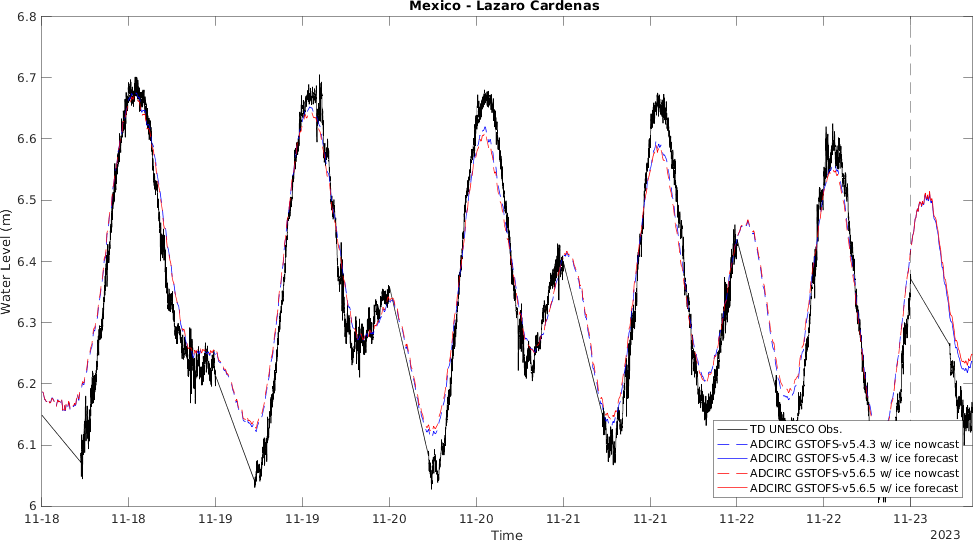 Mexico - Lazaro Cardenas
Water Level (m)
6.8
6.7
6.6
6.5
6.4
6.3
6.2
6.1
6
TD UNESCO Obs.
ADCIRC GSTOFS-v5.4.3 w/ ice nowcast
ADCIRC GSTOFS-v5.4.3 w/ ice forecast
ADCIRC GSTOFS-v5.6.5 w/ ice nowcast
ADCIRC GSTOFS-v5.6.5 w/ ice forecast
11-18 11-18 11-19 11-19 11-20 11-20 11-21 11-21 11-22 11-22 11-23
Time
2023